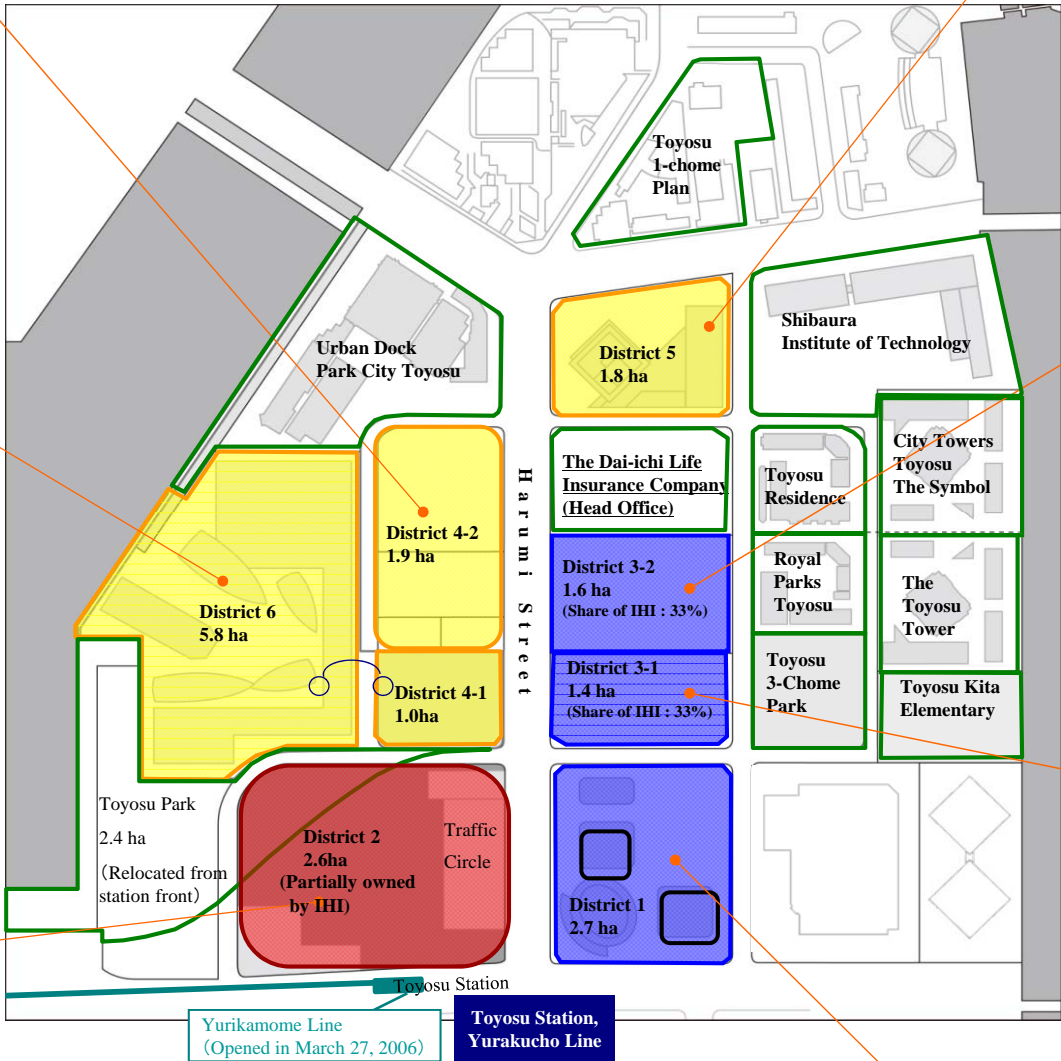 Toyosu
1-chome
Plan
Urban Dock
Park City Toyosu
District 5
1.8 ha
Shibaura
Institute of Technology
District 4-2
1.9 ha
Harumi Street
The Dai-ichi Life
Insurance Company
(Head Office)
Toyosu
Residence
City Towers
Toyosu
The Symbol
District 6
5.8 ha
District 3-2
1.6 ha
(Share of IHI : 33%)
Royal
Parks
Toyosu
The
Toyosu
Tower
District 4-1
1.0ha
District 3-1
1.4 ha
(Share of IHI : 33%)
Toyosu
3-Chome
Park
Toyosu Kita
Elementary
Toyosu Park
2.4 ha
（Relocated from
station front）
District 2
2.6ha
(Partially owned
by IHI)
Traffic
Circle
District 1
2.7 ha
Toyosu Station
Yurikamome Line
（Opened in March 27, 2006）
Toyosu Station,
Yurakucho Line